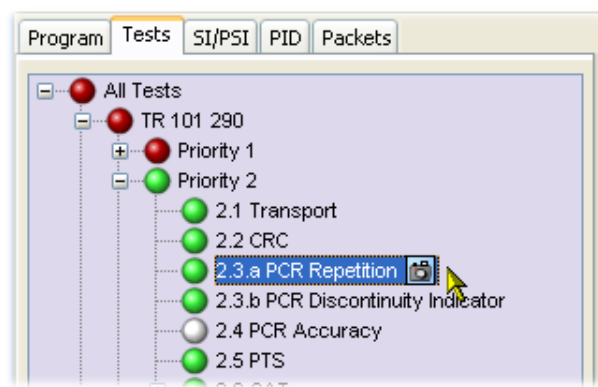 Program Tests SI/PSI PID Packets
All Tests
TR 101 290
Priority 1
Priority 2
2.1 Transport
2.2 CRC
2.3.a PCR Repetition
2.3.b PCR Discontinuity Indicator
2.4 PCR Accuracy
2.5 PTS